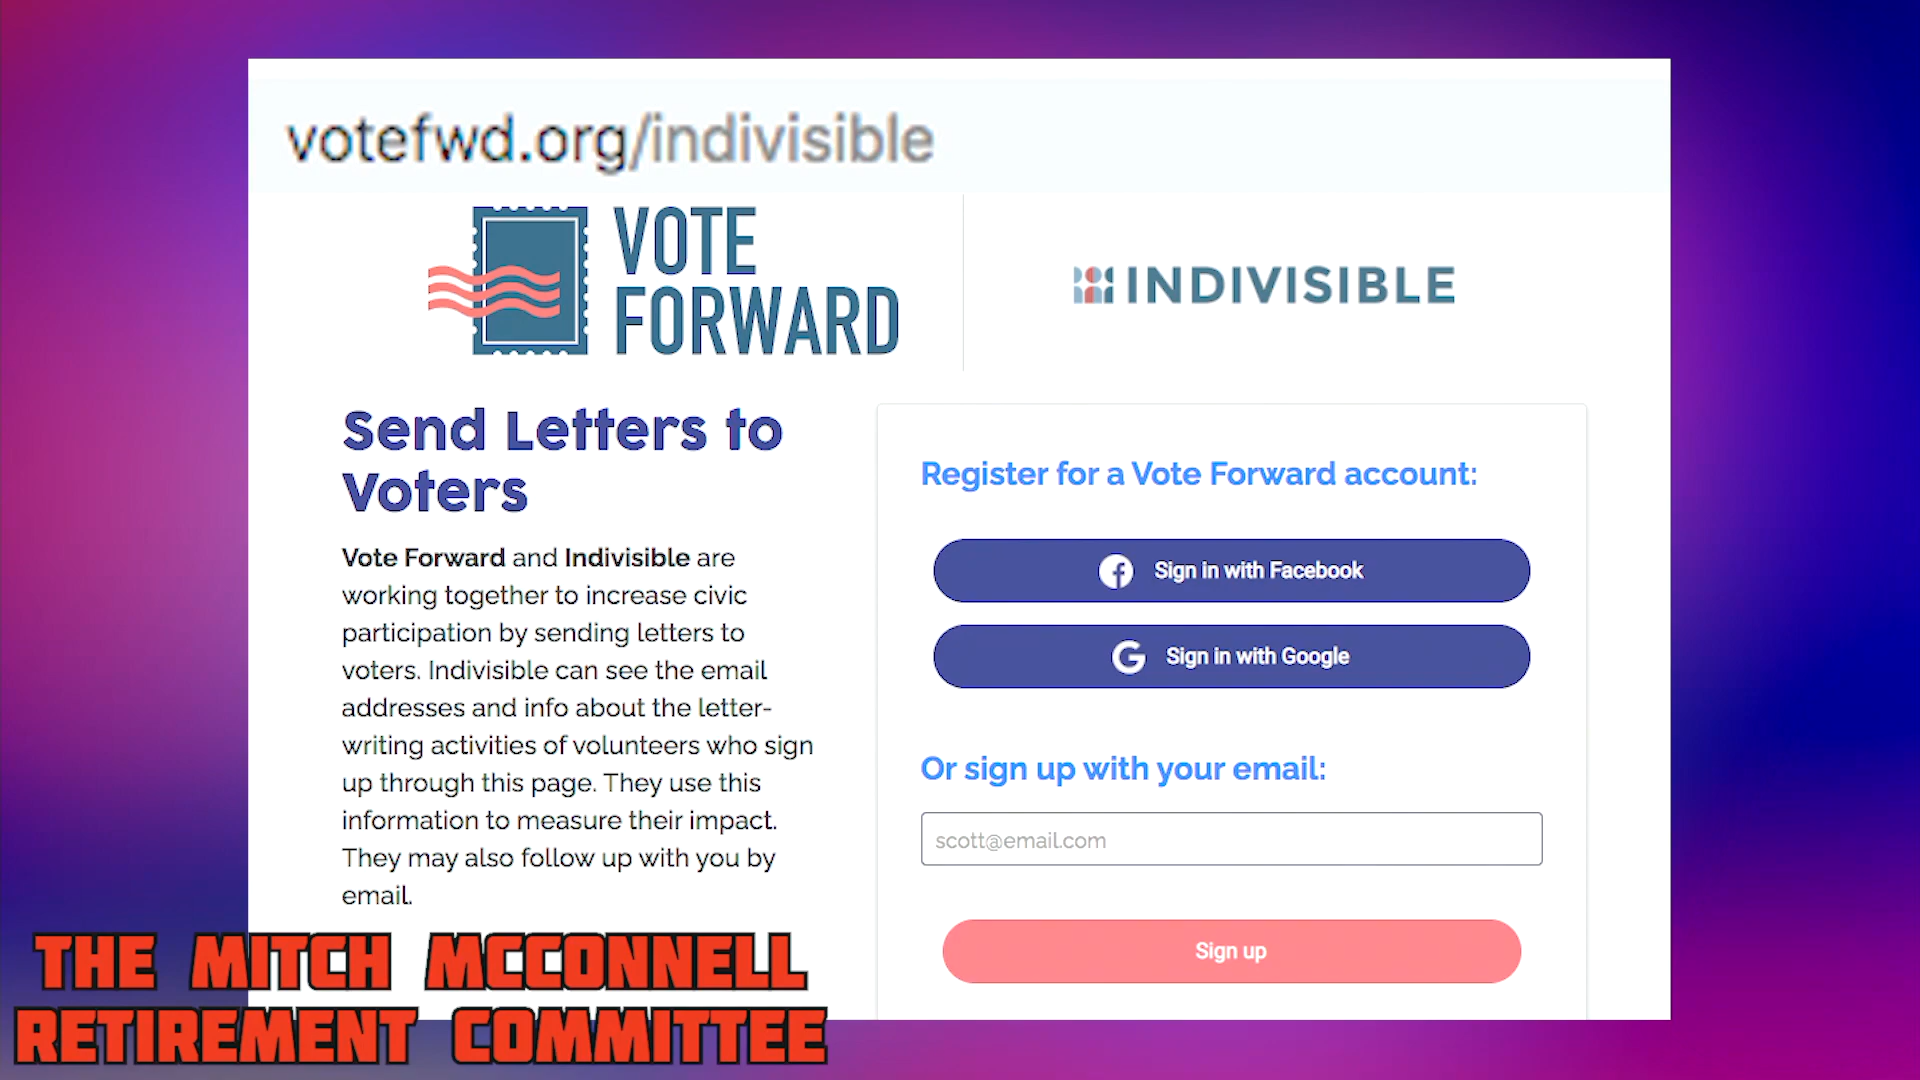 votefwd.org/indivisible
VOTE
FORWARD
INDIVISIBLE
Send Letters to
Voters
Vote Forward and Indivisible are
working together to increase civic
participation by sending letters to
voters. Indivisible can see the email
addresses and info about the letter-
writing activities of volunteers who sign
up through this page. They use this
information to measure their impact.
They may also follow up with you by
email.
Register for a Vote Forward account:
Sign in with Facebook
Sign in with Google
Or sign up with your email:
scott@email.com
Sign up
THE MITCH MCCONNELL
RETIREMENT COMMITTEE